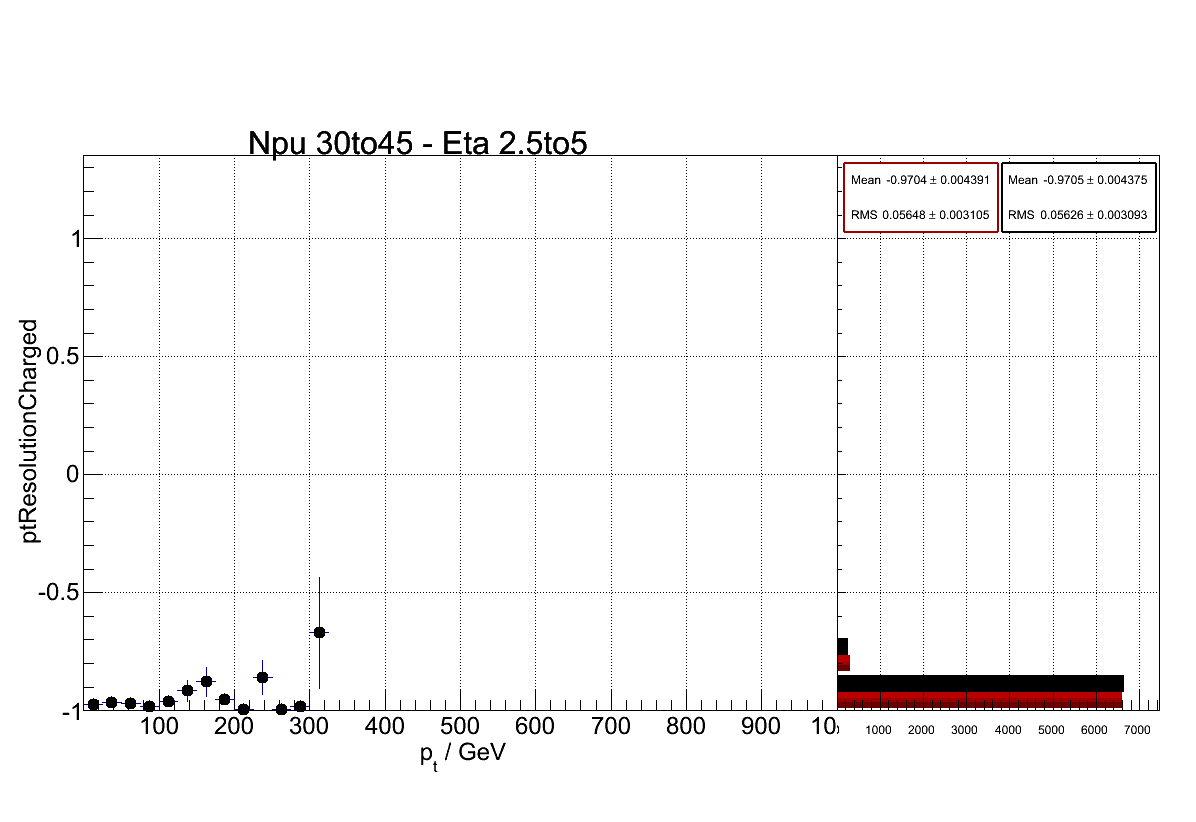 Npu 30to45 - Eta 2.5to5
Mean -0.9704 ± 0.004391
RMS 0.05648 ± 0.003105
Mean -0.9705 ± 0.004375
RMS 0.05626 ± 0.003093
ptResolutionCharged
1
0.5
0
-0.5
-1
100 200 300 400 500 600 700 800 900 10
1000 2000 3000 4000 5000 6000 7000
pt / GeV